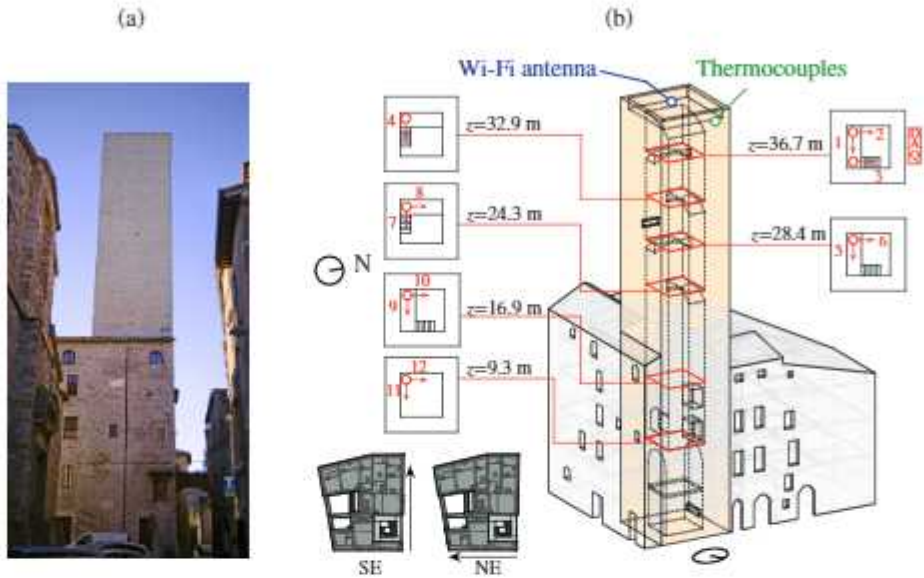 (a)
(b)
Wi-Fi antenna
Thermocouples
4
z=32.9 m
z=36.7 m
1
2
3
8
7
z=24.3 m
z=28.4 m
5
6
N
10
9
z=16.9 m
12
11
z=9.3 m
SE
NE